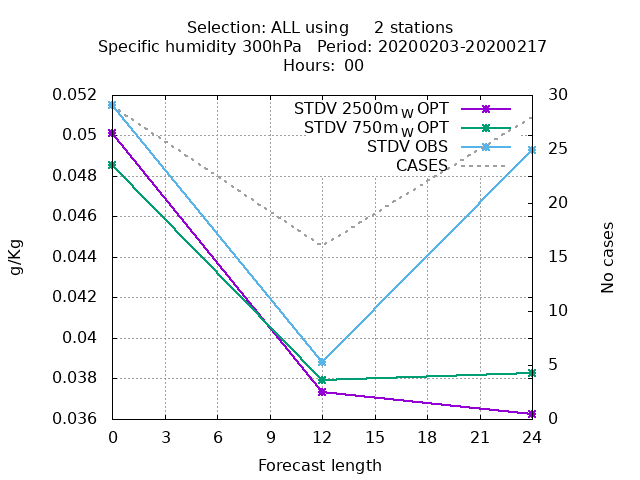 Selection: ALL using     2 stations
Specific humidity 300hPa   Period: 20200203-20200217
Hours:  00
0.052
0.05
0.048
0.046
0.044
0.042
0.04
0.038
0.036
g/Kg
STDV 2500m_W OPT
STDV 750m_W OPT
STDV OBS
CASES
30
25
20
15
10
5
0
No cases
0 3 6 9 12 15 18 21 24
Forecast length